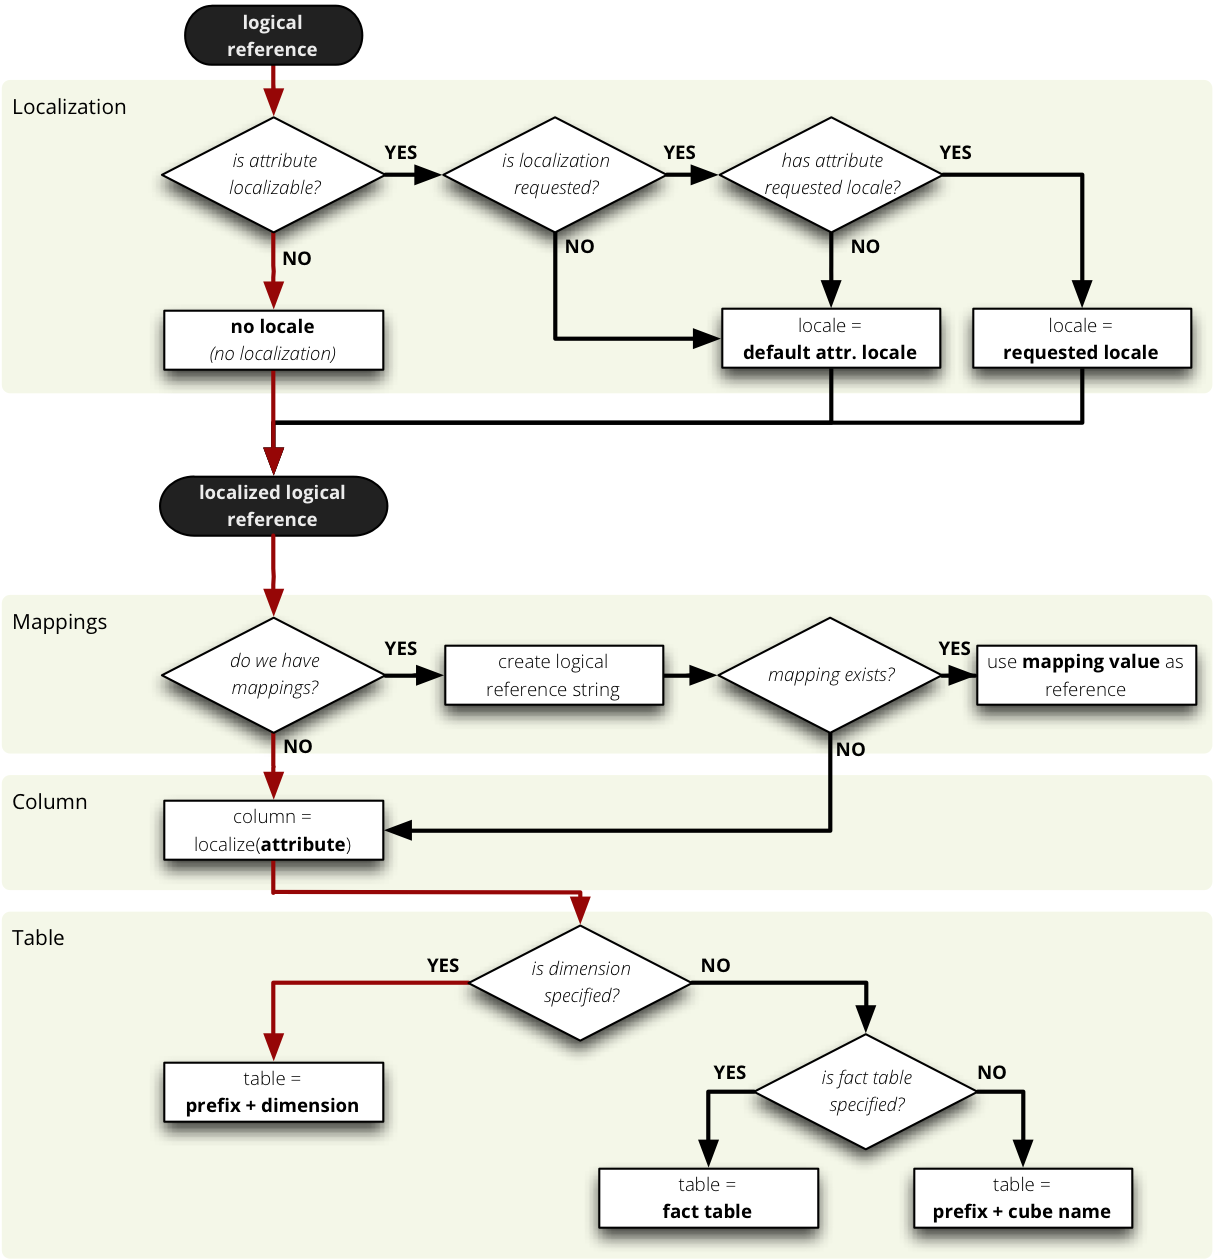 logical
reference
Localization
is attribute
localizable?
YES
is localization
requested?
YES
has attribute
requested locale?
YES
NO
NO
NO
no locale
(no localization)
locale =
default attr. locale
locale =
requested locale
localized logical
reference
Mappings
do we have
mappings?
YES
create logical
reference string
mapping exists?
YES
use mapping value as
reference
NO
NO
Column
column =
localize(attribute)
Table
YES
is dimension
specified?
NO
table =
prefix + dimension
YES
is fact table
specified?
NO
table =
fact table
table =
prefix + cube name